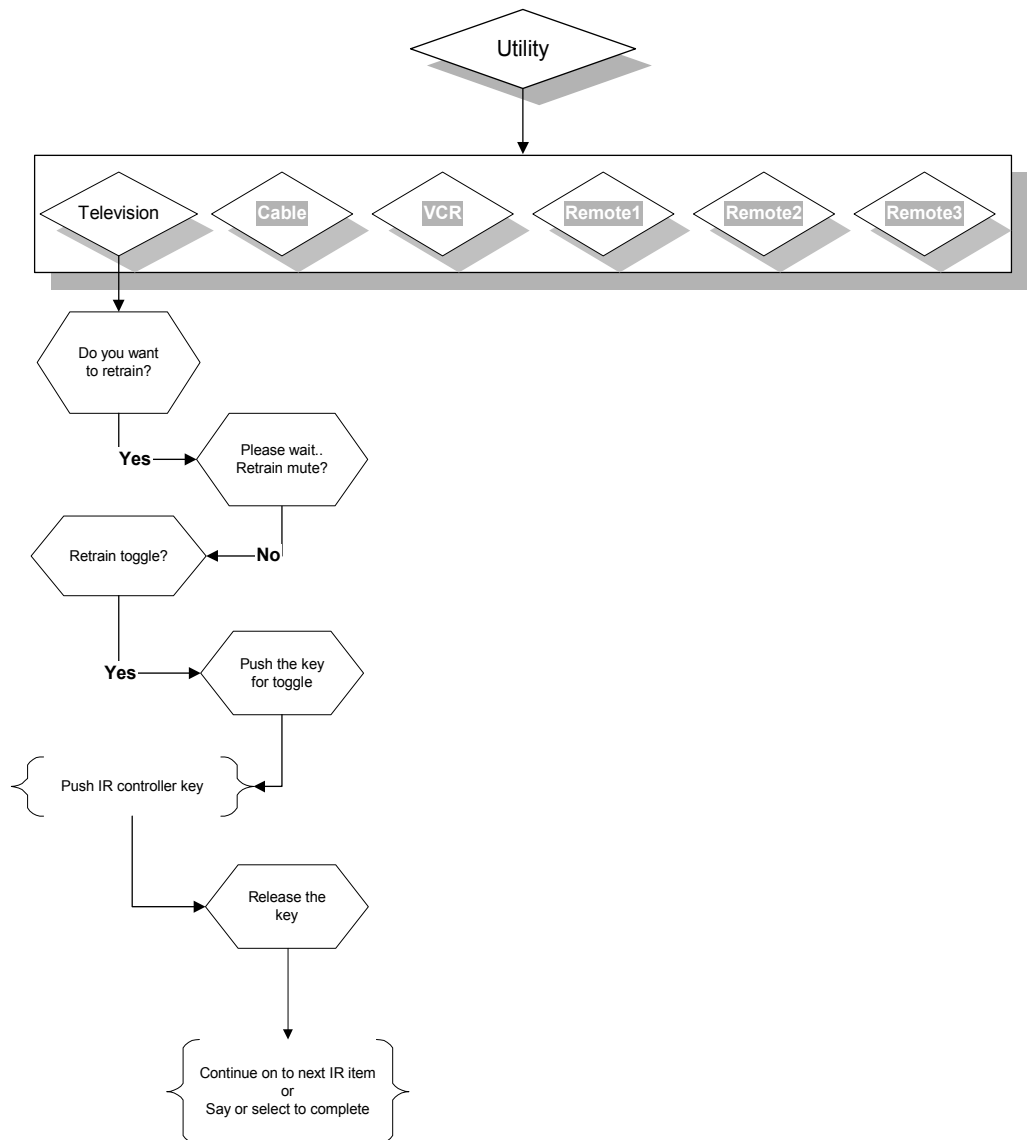 Utility
Television
Cable
VCR
Remote1
Remote2
Remote3
Do you want
to retrain?
Yes
Please wait..
Retrain mute?
No
Retrain toggle?
Yes
Push the key
for toggle
Push IR controller key
Release the
key
Continue on to next IR item
or
Say or select to complete